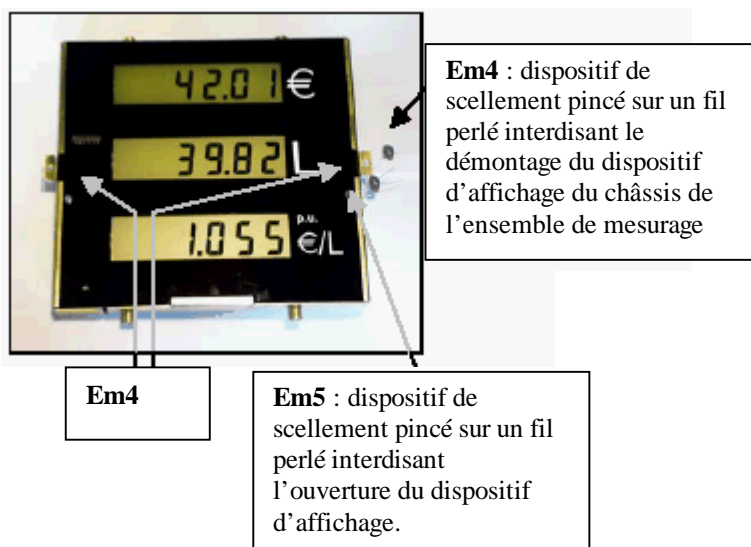 42.01 €
39.82 L
p.u.
1.055 €/L
Em4 : dispositif de
scellement pincé sur un fil
perlé interdisant le
démontage du dispositif
d’affichage du châssis de
l’ensemble de mesurage
Em4
Em5 : dispositif de
scellement pincé sur un fil
perlé interdisant
l’ouverture du dispositif
d’affichage.